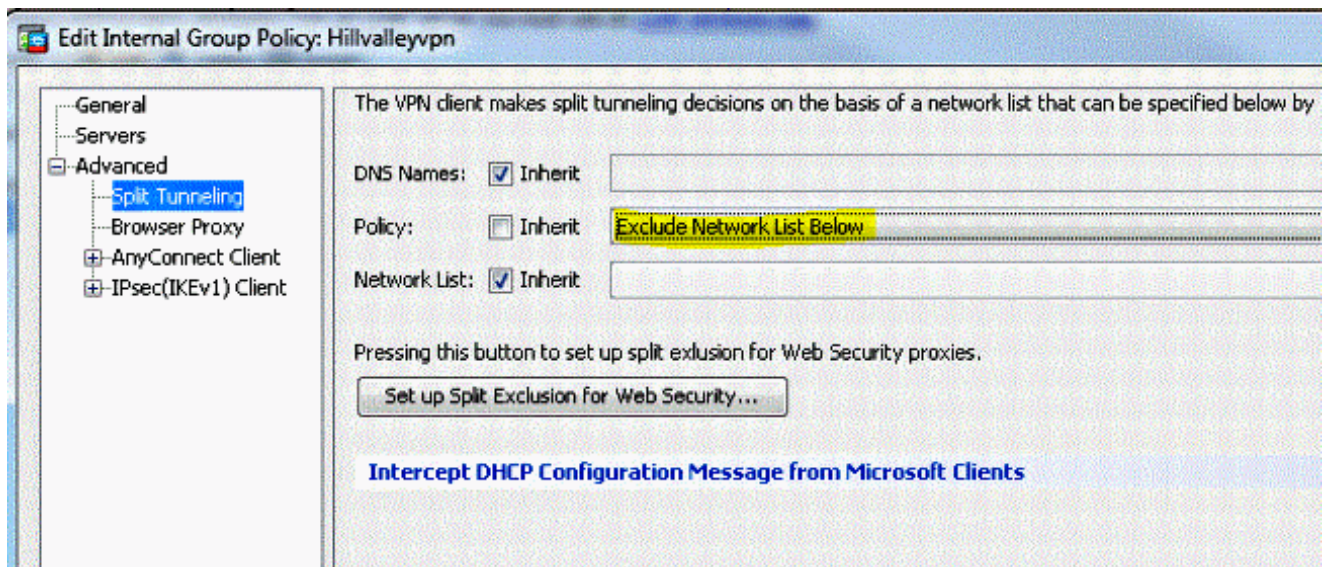 Edit Internal Group Policy: Hillvalleyvpn
General
Servers
Advanced
Split Tunneling
Browser Proxy
AnyConnect Client
IPsec(IKEv1) Client
The VPN client makes split tunneling decisions on the basis of a network list that can be specified below by
DNS Names: Inherit
Policy: Inherit Exclude Network List Below
Network List: Inherit
Pressing this button to set up split exlusion for Web Security proxies.
Set up Split Exclusion for Web Security...
Intercept DHCP Configuration Message from Microsoft Clients